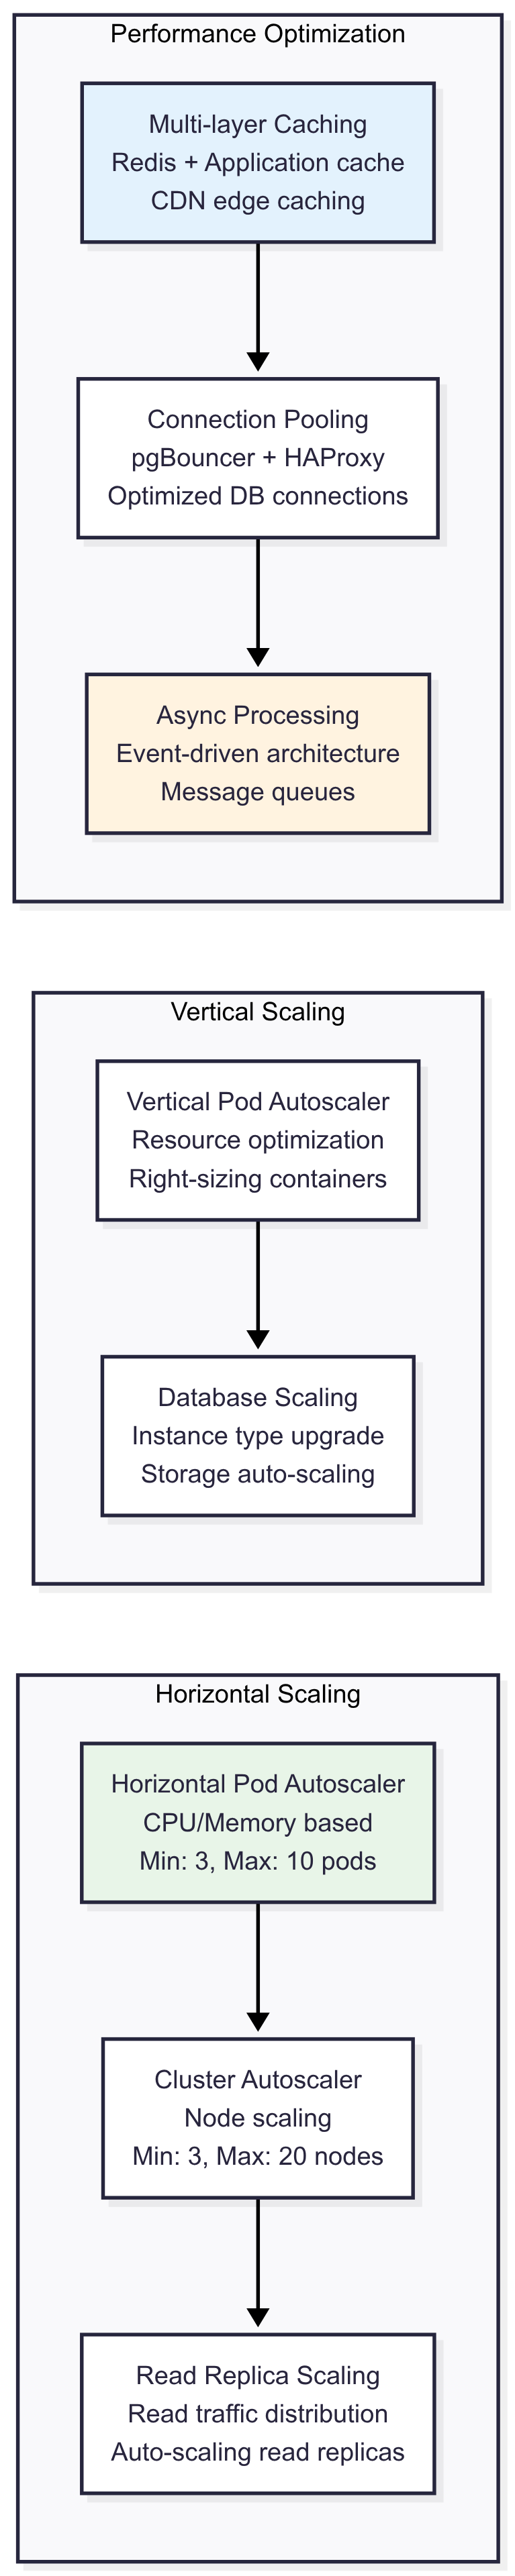 Performance Optimization
Multi-layer Caching
Redis + Application cache
CDN edge caching
Connection Pooling
pgBouncer + HAProxy
Optimized DB connections
Async Processing
Event-driven architecture
Message queues
Vertical Scaling
Vertical Pod Autoscaler
Resource optimization
Right-sizing containers
Database Scaling
Instance type upgrade
Storage auto-scaling
Horizontal Scaling
Horizontal Pod Autoscaler
CPU/Memory based
Min: 3, Max: 10 pods
Cluster Autoscaler
Node scaling
Min: 3, Max: 20 nodes
Read Replica Scaling
Read traffic distribution
Auto-scaling read replicas